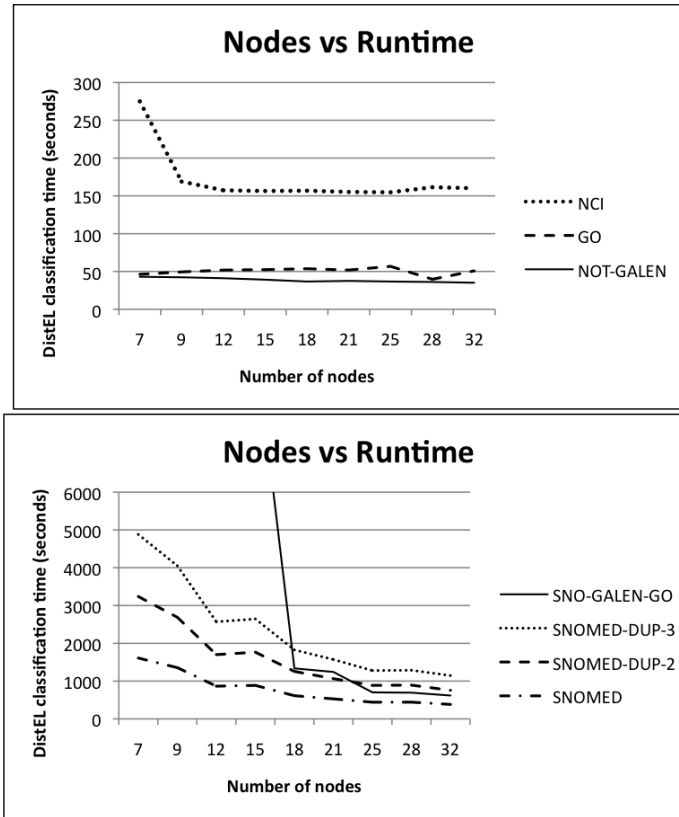 Nodes vs Runtime
DistEL classification time (seconds)
300
250
200
150
100
50
0
7 9 12 15 18 21 25 28 32
Number of nodes
NCI
GO
NOT-GALEN
Nodes vs Runtime
DistEL classification time (seconds)
6000
5000
4000
3000
2000
1000
0
7 9 12 15 18 21 25 28 32
Number of nodes
SNO-GALEN-GO
SNOMED-DUP-3
SNOMED-DUP-2
SNOMED